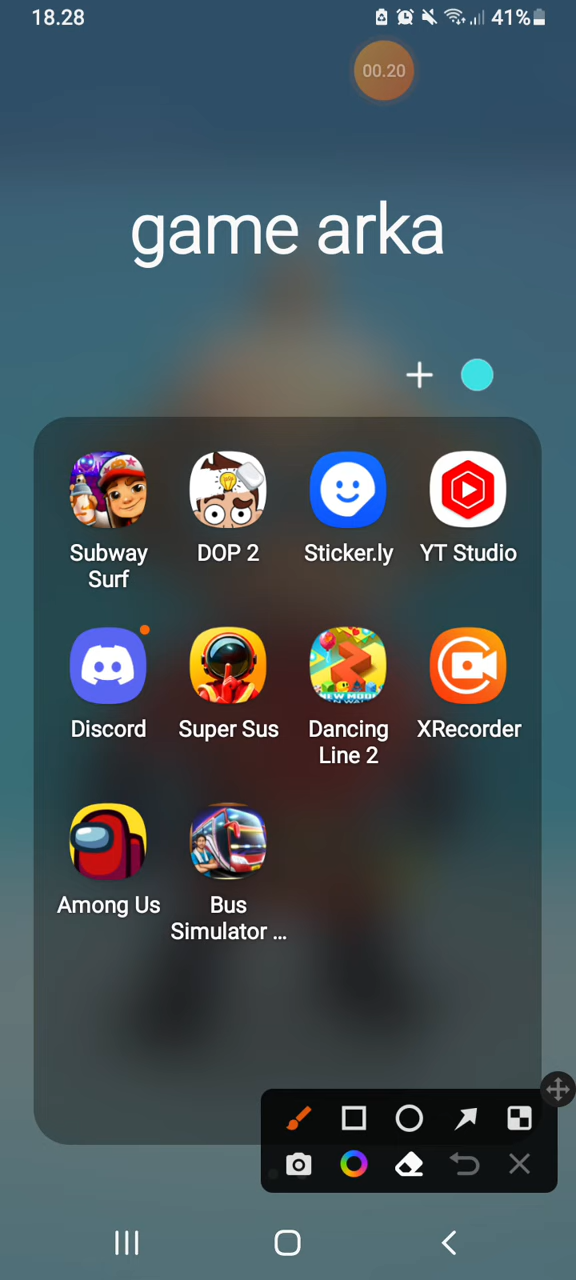 18.28
41%
00.20
game arka
Subway
Surf
DOP 2
Sticker.ly
YT Studio
Discord
Super Sus
Dancing
Line 2
XRecorder
Among Us
Bus
Simulator ...